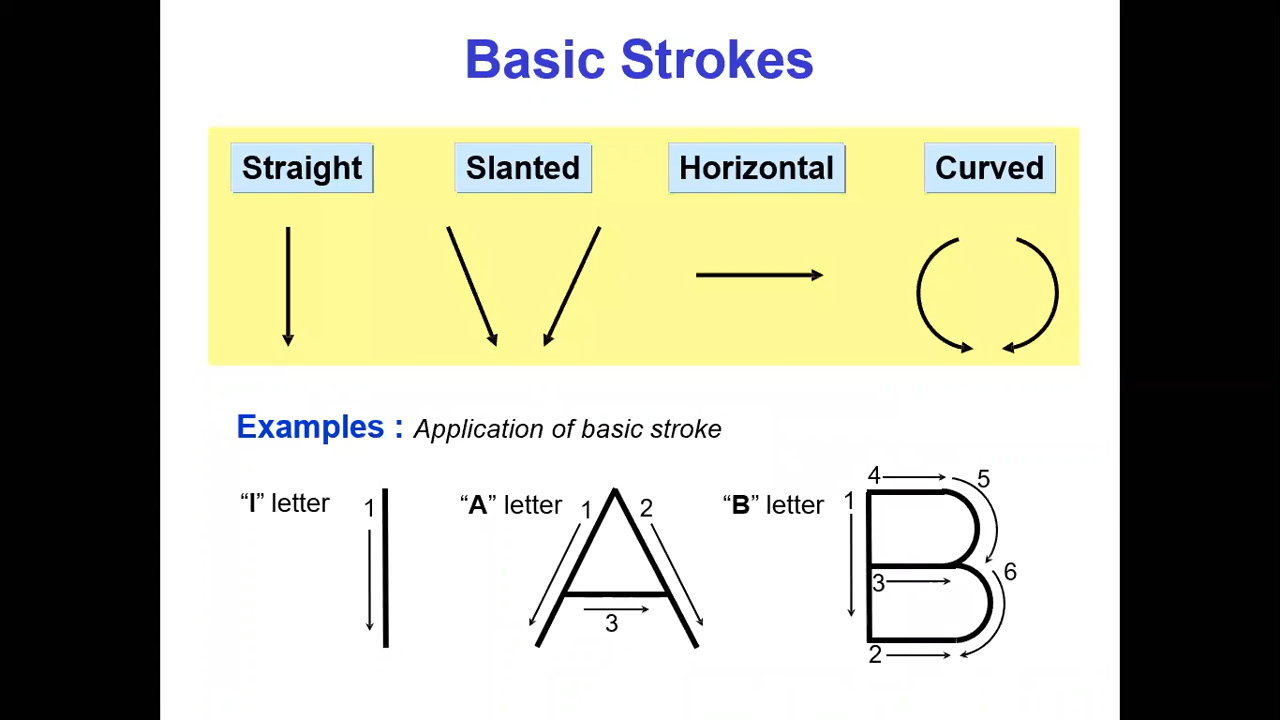 Basic Strokes
Straight Slanted Horizontal Curved
Examples : Application of basic stroke
“I” letter 1
“A” letter 1 2 3
“B” letter 1 4 5 3 6 2